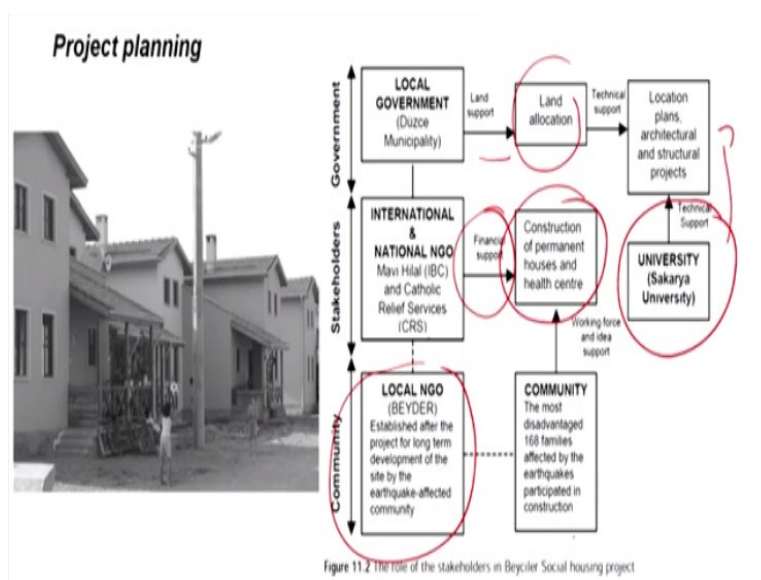 Project planning
Government
Stakeholders
Community
LOCAL
GOVERNMENT
(Duzce
Municipality)
Land
support
Land
allocation
Technical
support
Location
plans,
architectural
and structural
projects
INTERNATIONAL
&
NATIONAL NGO
Mavi Hilal (IBC)
and Catholic
Relief Services
(CRS)
Financial
support
Construction
of permanent
houses and
health centre
Technical
Support
UNIVERSITY
(Sakarya
University)
Working force
and idea
support
LOCAL NGO
(BEYDER)
Established after the
project for long term
development of the
site by the
earthquake-affected
community
COMMUNITY
The most
disadvantaged
168 families
affected by the
earthquakes
participated in
construction
Figure 11.2 The role of the stakeholders in Beyciler Social housing project